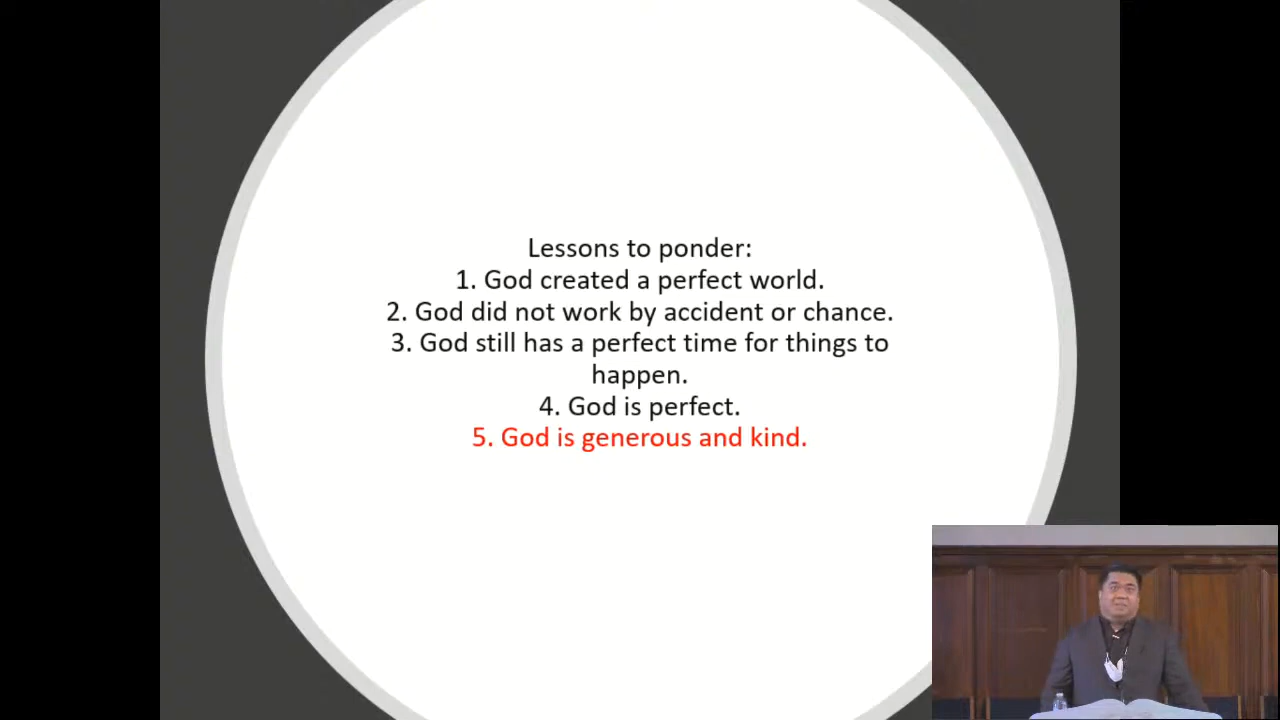 Lessons to ponder:
1. God created a perfect world.
2. God did not work by accident or chance.
3. God still has a perfect time for things to
happen.
4. God is perfect.
5. God is generous and kind.